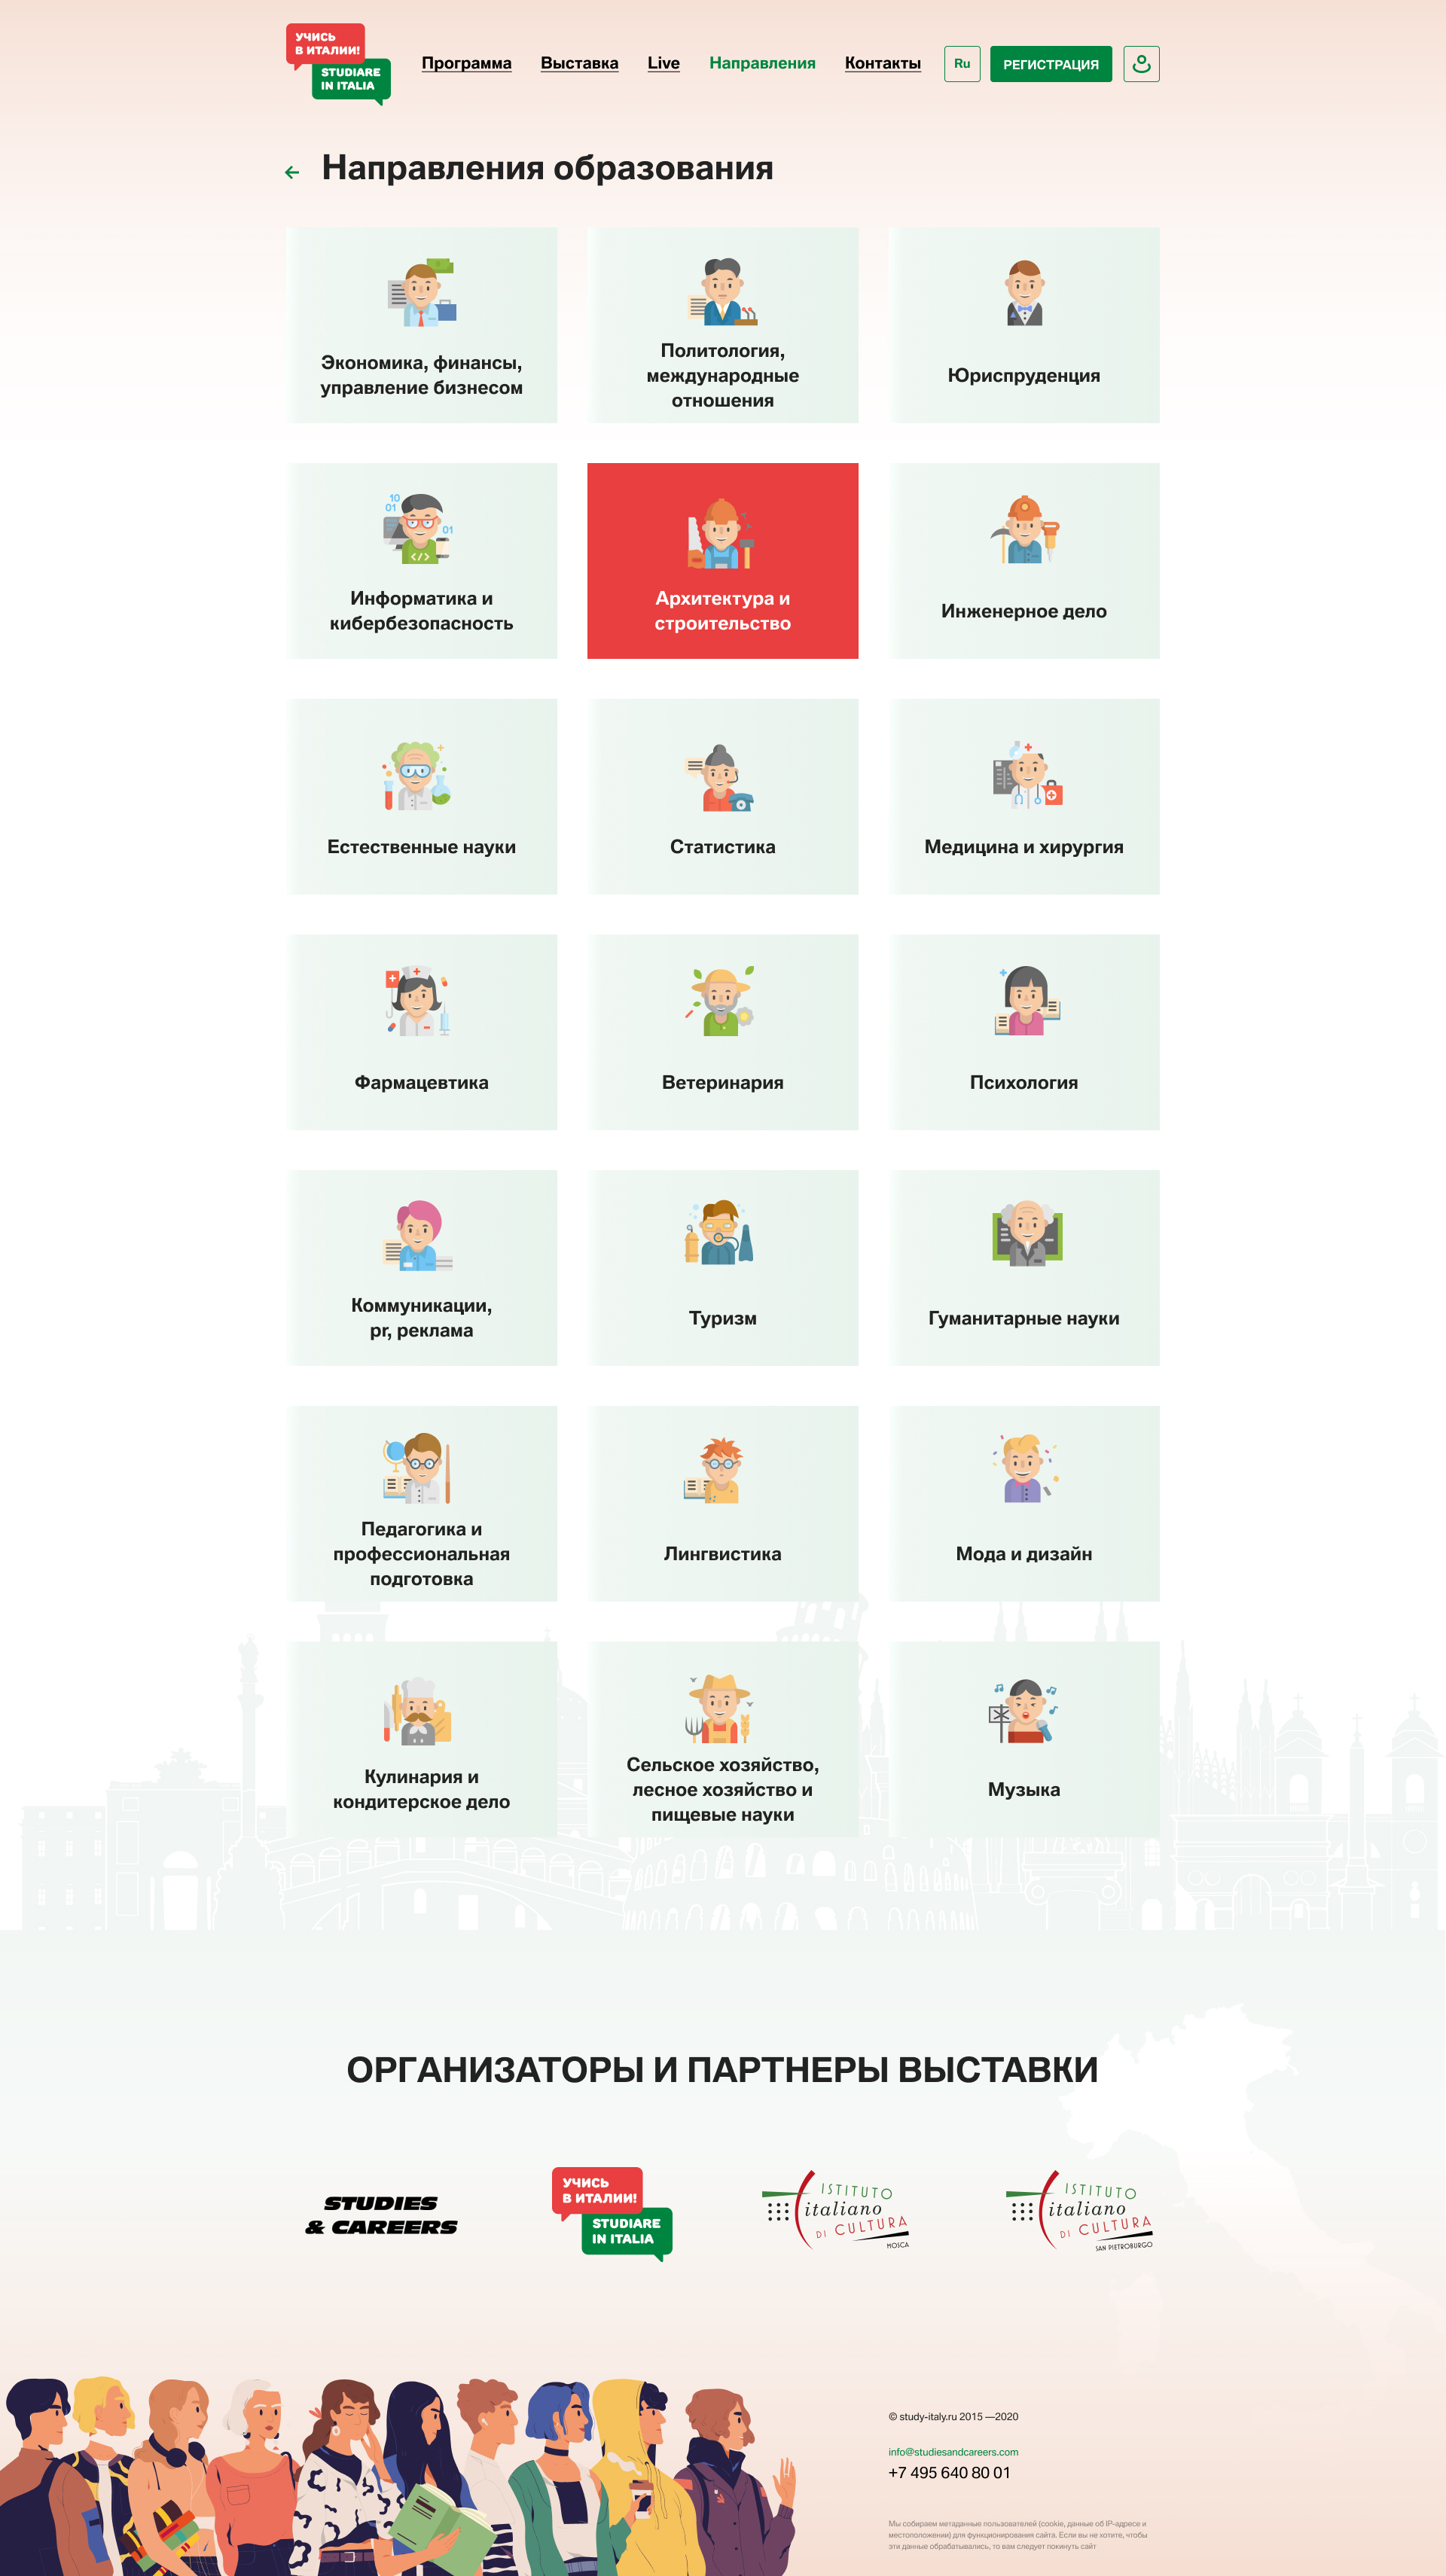 УЧИСЬ
В ИТАЛИИ!
STUDIARE
IN ITALIA
Программа Выставка Live Направления Контакты Ru РЕГИСТРАЦИЯ
Направления образования
Экономика, финансы,
управление бизнесом
Политология,
международные
отношения
Юриспруденция
10
01
01
</>
Информатика и
кибербезопасность
Архитектура и
строительство
Инженерное дело
Естественные науки
Статистика
Медицина и хирургия
Фармацевтика
Ветеринария
Психология
Коммуникации,
pr, реклама
Туризм
Гуманитарные науки
Педагогика и
профессиональная
подготовка
Лингвистика
Мода и дизайн
Кулинария и
кондитерское дело
Сельское хозяйство,
лесное хозяйство и
пищевые науки
Музыка
ОРГАНИЗАТОРЫ И ПАРТНЕРЫ ВЫСТАВКИ
STUDIES
& CAREERS
УЧИСЬ
В ИТАЛИИ!
STUDIARE
IN ITALIA
ISTITUTO
italiano
DI CULTURA
MOSCA
ISTITUTO
italiano
DI CULTURA
SAN PIETROBURGO
© study-italy.ru 2015 —2020
info@studiesandcareers.com
+7 495 640 80 01
Мы собираем метаданные пользователей (cookie, данные об IP-адресе и
местоположении) для функционирования сайта. Если вы не хотите, чтобы
эти данные обрабатывались, то вам следует покинуть сайт